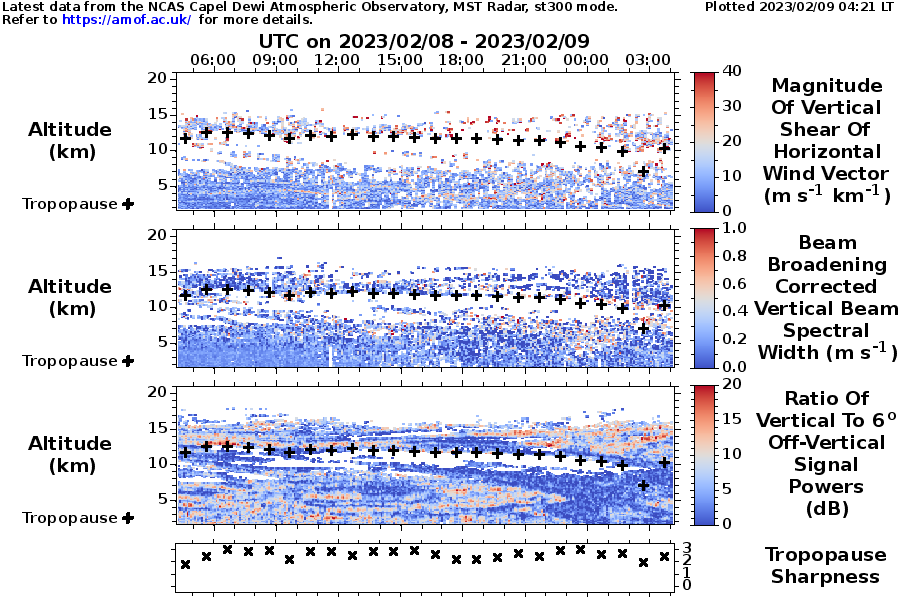 Latest data from the NCAS Capel Dewi Atmospheric Observatory, MST Radar, st300 mode.
Plotted 2023/02/09 04:21 LT
Refer to https://amof.ac.uk/ for more details.
UTC on 2023/02/08 - 2023/02/09
06:00 09:00 12:00 15:00 18:00 21:00 00:00 03:00
20
15
10
5
Altitude
(km)
Tropopause
40
30
20
10
0
Magnitude
Of Vertical
Shear Of
Horizontal
Wind Vector
(m s⁻¹ km⁻¹)
20
15
10
5
Altitude
(km)
Tropopause
1.0
0.8
0.6
0.4
0.2
0.0
Beam
Broadening
Corrected
Vertical Beam
Spectral
Width (m s⁻¹)
20
15
10
5
Altitude
(km)
Tropopause
20
15
10
5
0
Ratio Of
Vertical To 6°
Off-Vertical
Signal
Powers
(dB)
3
2
1
0
Tropopause
Sharpness